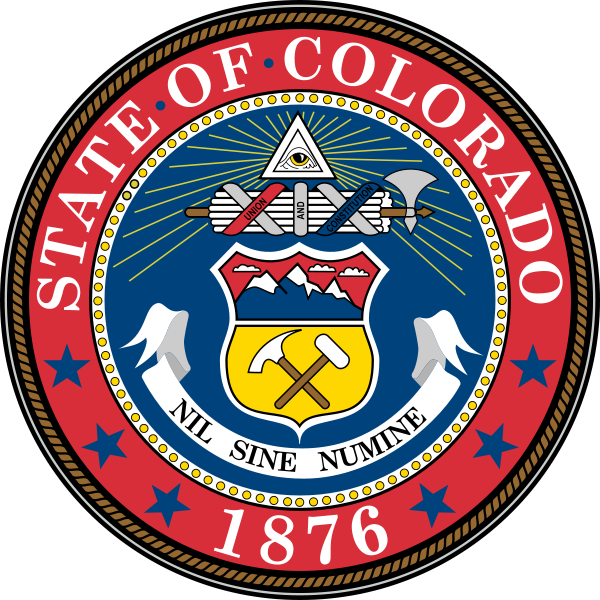 STATE OF COLORADO
UNION
AND
CONSTITUTION
NIL SINE NUMINE
1876